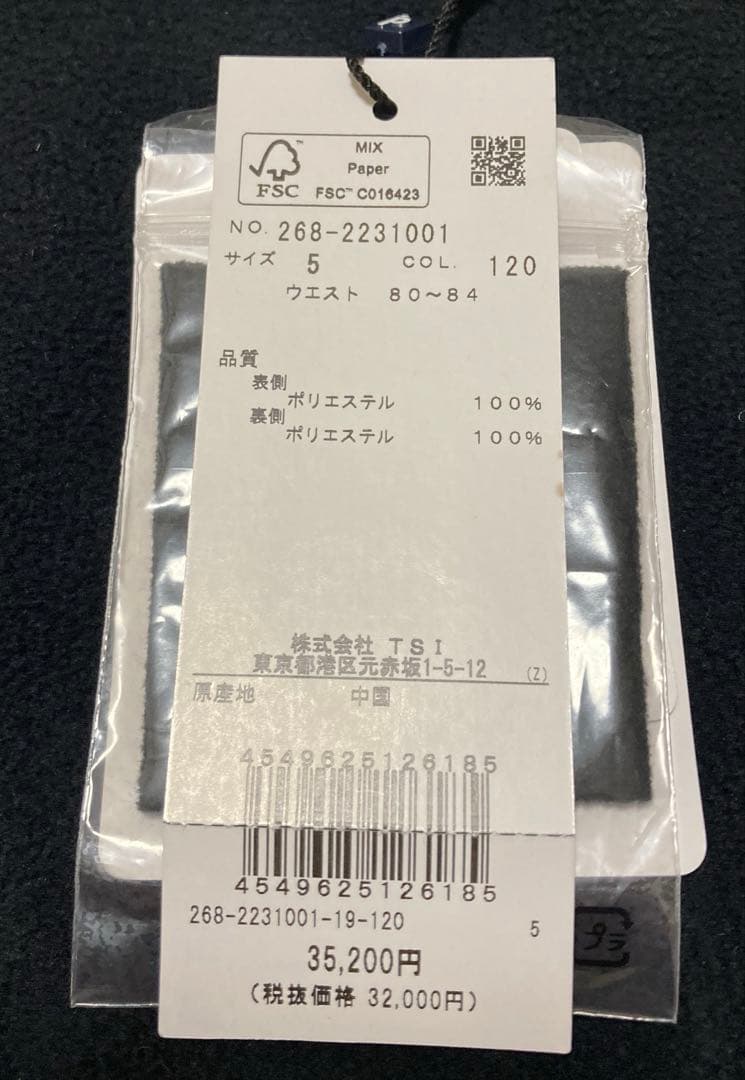 MIX
Paper
FSC
FSC™ C016423
NO. 268-2231001
サイズ 5 COL. 120
ウエスト 80～84
品質
表側
ポリエステル 100%
裏側
ポリエステル 100%
株式会社 TSI
東京都港区元赤坂1-5-12 (Z)
原産地 中国
4549625126185
4549625126185
268-2231001-19-120 5
35,200円
(税抜価格 32,000円)
プラ